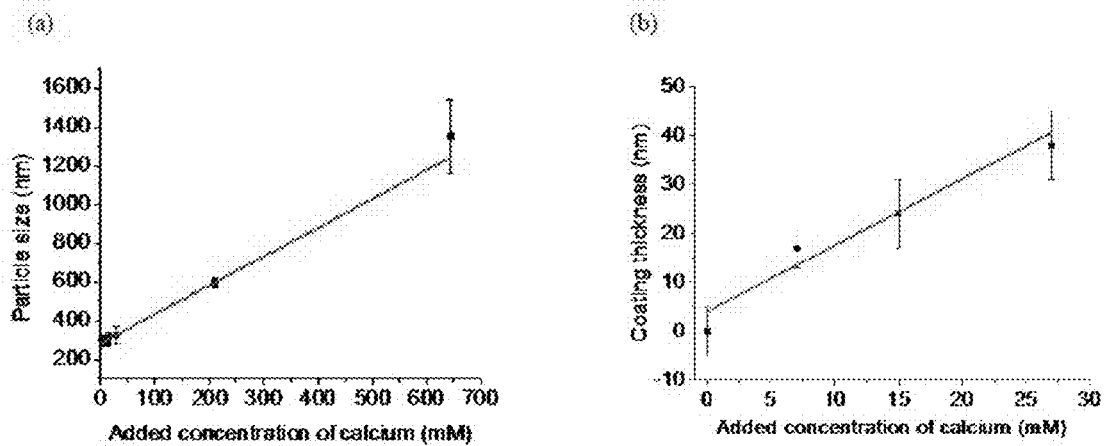 (a)
Particle size (nm)
1600
1400
1200
1000
800
600
400
200
0 100 200 300 400 500 600 700
Added concentration of calcium (mM)
(b)
Coating thickness (nm)
50
40
30
20
10
0
-10
0 5 10 15 20 25 30
Added concentration of calcium (mM)